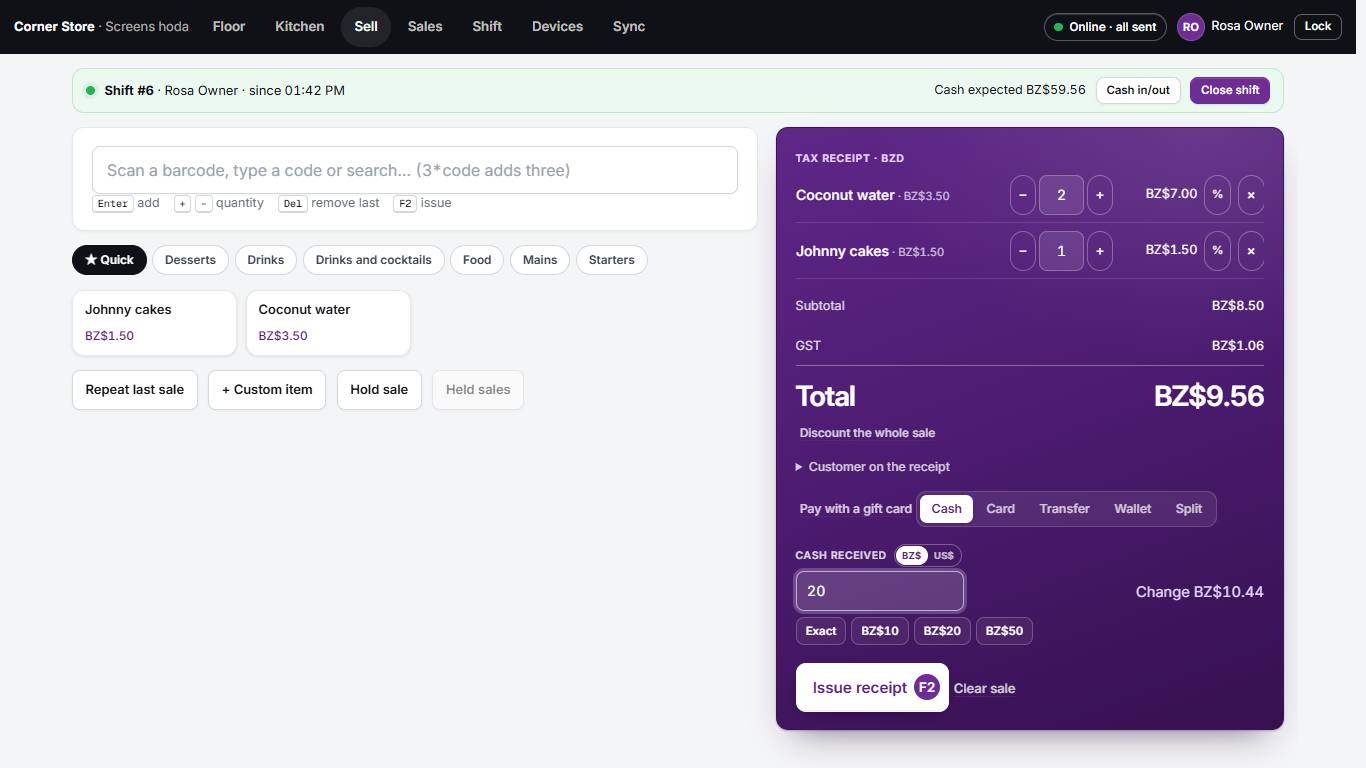 Corner Store · Screens hoda Floor Kitchen Sell Sales Shift Devices Sync Online · all sent RO Rosa Owner Lock
Shift #6 · Rosa Owner · since 01:42 PM Cash expected BZ$59.56 Cash in/out Close shift
Scan a barcode, type a code or search... (3*code adds three)
Enter add + − quantity Del remove last F2 issue
★ Quick Desserts Drinks Drinks and cocktails Food Mains Starters
Johnny cakes Coconut water
BZ$1.50 BZ$3.50
Repeat last sale + Custom item Hold sale Held sales
TAX RECEIPT · BZD
Coconut water · BZ$3.50 − 2 + BZ$7.00 % ×
Johnny cakes · BZ$1.50 − 1 + BZ$1.50 % ×
Subtotal BZ$8.50
GST BZ$1.06
Total BZ$9.56
Discount the whole sale
▸ Customer on the receipt
Pay with a gift card Cash Card Transfer Wallet Split
CASH RECEIVED BZ$ US$
20 Change BZ$10.44
Exact BZ$10 BZ$20 BZ$50
Issue receipt F2 Clear sale